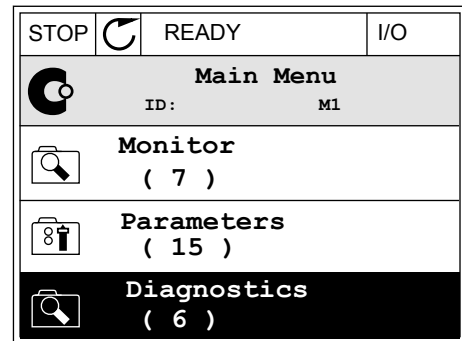 STOP READY I/O
Main Menu
ID: M1
Monitor
( 7 )
Parameters
( 15 )
Diagnostics
( 6 )